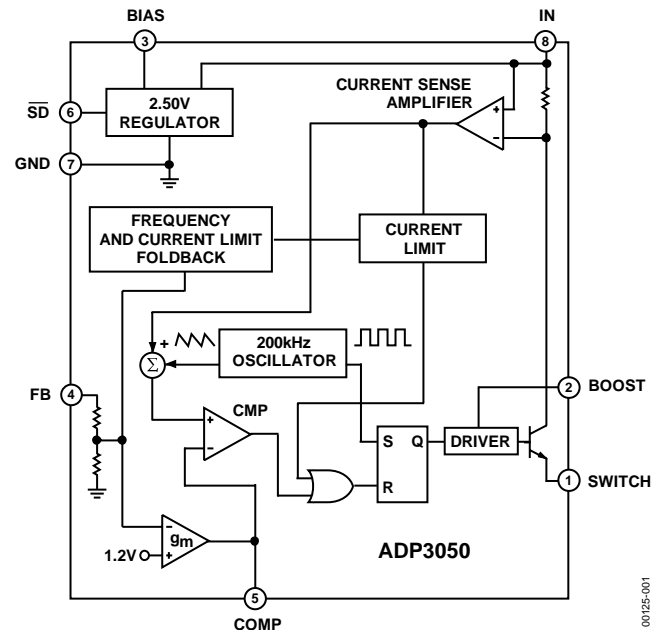 BIAS
IN
3
8
CURRENT SENSE
AMPLIFIER
+
−
SD
6
2.50V
REGULATOR
GND
7
FREQUENCY
AND CURRENT LIMIT
FOLDBACK
CURRENT
LIMIT
+
200kHz
OSCILLATOR
Σ
2
BOOST
FB
4
CMP
+
−
S Q
R
DRIVER
1
SWITCH
−
gm
+
1.2V
ADP3050
5
COMP
00125-001